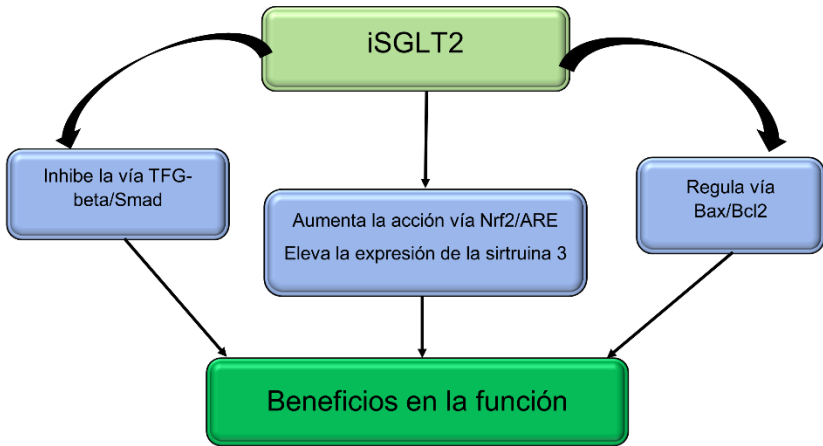 iSGLT2
Inhibe la vía TFG-
beta/Smad
Aumenta la acción vía Nrf2/ARE
Eleva la expresión de la sirtruina 3
Regula vía
Bax/Bcl2
Beneficios en la función